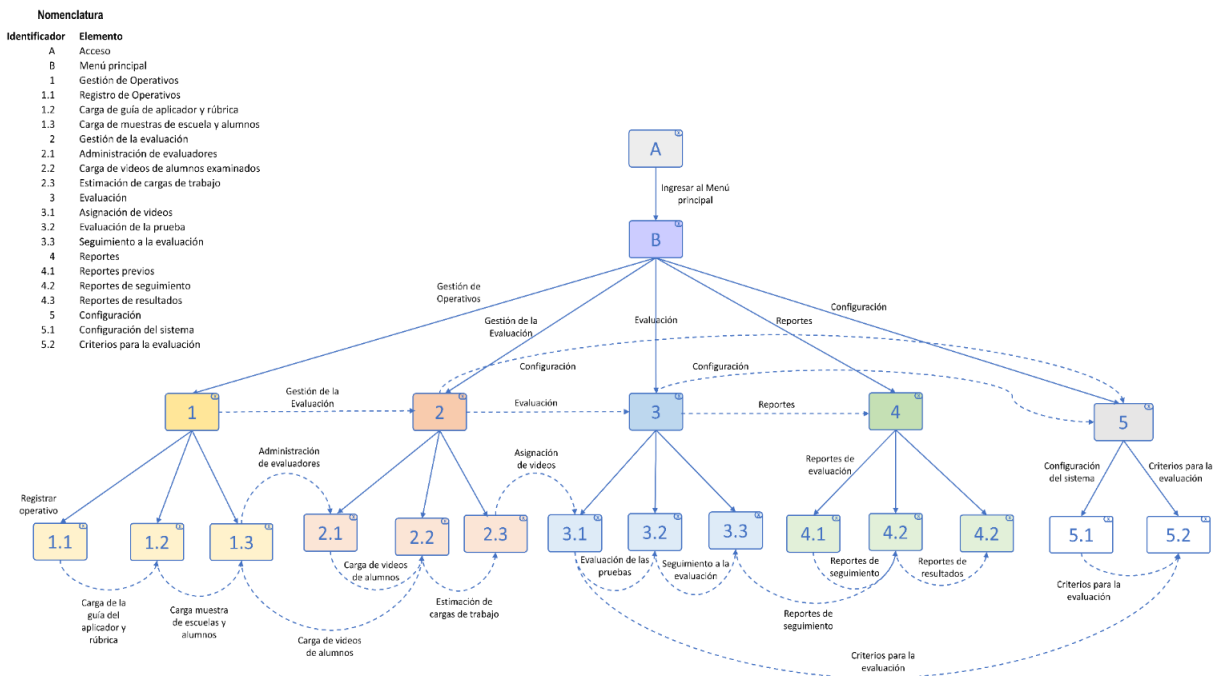 Nomenclatura
Identificador Elemento
A Acceso
B Menú principal
1 Gestión de Operativos
1.1 Registro de Operativos
1.2 Carga de guía de aplicador y rúbrica
1.3 Carga de muestras de escuela y alumnos
2 Gestión de la evaluación
2.1 Administración de evaluadores
2.2 Carga de videos de alumnos examinados
2.3 Estimación de cargas de trabajo
3 Evaluación
3.1 Asignación de videos
3.2 Evaluación de la prueba
3.3 Seguimiento a la evaluación
4 Reportes
4.1 Reportes previos
4.2 Reportes de seguimiento
4.3 Reportes de resultados
5 Configuración
5.1 Configuración del sistema
5.2 Criterios para la evaluación
A
Ingresar al Menú
principal
B
Gestión de
Operativos
Gestión de la
Evaluación
Evaluación
Reportes
Configuración
Configuración
Configuración
Gestión de la
Evaluación
Evaluación
Reportes
1
2
3
4
5
Administración
de evaluadores
Asignación
de videos
Reportes de
evaluación
Configuración
del sistema
Criterios para la
evaluación
Registrar
operativo
1.1
1.2
1.3
2.1
2.2
2.3
3.1
3.2
3.3
4.1
4.2
4.2
5.1
5.2
Carga de videos
de alumnos
Evaluación de las
pruebas
Seguimiento a la
evaluación
Reportes de
seguimiento
Reportes de
resultados
Criterios para la
evaluación
Carga de la
guía del
aplicador y
rúbrica
Carga muestra
de escuelas y
alumnos
Carga de videos
de alumnos
Estimación de
cargas de trabajo
Reportes de
seguimiento
Criterios para la
evaluación